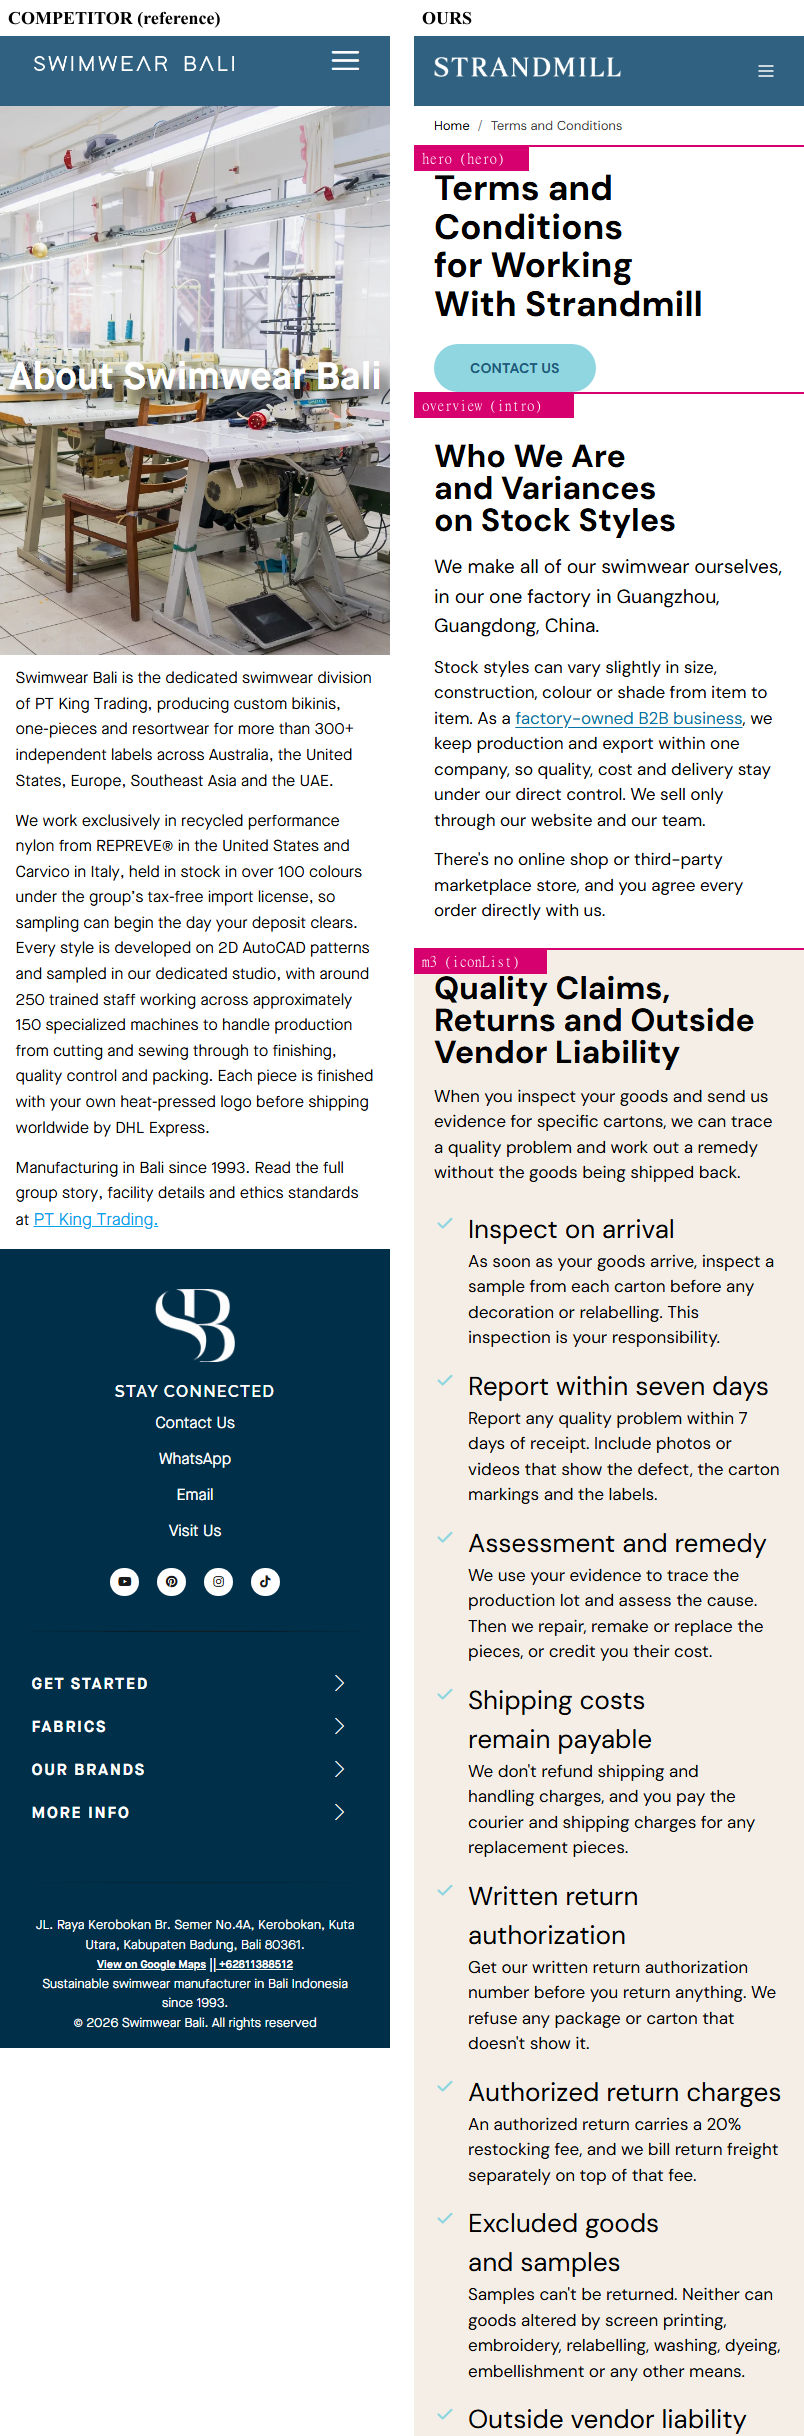 COMPETITOR (reference)
SWIMWEAR BALI
About Swimwear Bali
Swimwear Bali is the dedicated swimwear division
of PT King Trading, producing custom bikinis,
one-pieces and resortwear for more than 300+
independent labels across Australia, the United
States, Europe, Southeast Asia and the UAE.
We work exclusively in recycled performance
nylon from REPREVE® in the United States and
Carvico in Italy, held in stock in over 100 colours
under the group's tax-free import license, so
sampling can begin the day your deposit clears.
Every style is developed on 2D AutoCAD patterns
and sampled in our dedicated studio, with around
250 trained staff working across approximately
150 specialized machines to handle production
from cutting and sewing through to finishing,
quality control and packing. Each piece is finished
with your own heat-pressed logo before shipping
worldwide by DHL Express.
Manufacturing in Bali since 1993. Read the full
group story, facility details and ethics standards
at PT King Trading.
SB
STAY CONNECTED
Contact Us
WhatsApp
Email
Visit Us
GET STARTED
FABRICS
OUR BRANDS
MORE INFO
JL. Raya Kerobokan Br. Semer No.4A, Kerobokan, Kuta
Utara, Kabupaten Badung, Bali 80361.
View on Google Maps || +62811388512
Sustainable swimwear manufacturer in Bali Indonesia
since 1993.
© 2026 Swimwear Bali. All rights reserved
OURS
STRANDMILL
Home / Terms and Conditions
hero (hero)
Terms and
Conditions
for Working
With Strandmill
CONTACT US
overview (intro)
Who We Are
and Variances
on Stock Styles
We make all of our swimwear ourselves,
in our one factory in Guangzhou,
Guangdong, China.
Stock styles can vary slightly in size,
construction, colour or shade from item to
item. As a factory-owned B2B business, we
keep production and export within one
company, so quality, cost and delivery stay
under our direct control. We sell only
through our website and our team.
There's no online shop or third-party
marketplace store, and you agree every
order directly with us.
m3 (iconList)
Quality Claims,
Returns and Outside
Vendor Liability
When you inspect your goods and send us
evidence for specific cartons, we can trace
a quality problem and work out a remedy
without the goods being shipped back.
Inspect on arrival
As soon as your goods arrive, inspect a
sample from each carton before any
decoration or relabelling. This
inspection is your responsibility.
Report within seven days
Report any quality problem within 7
days of receipt. Include photos or
videos that show the defect, the carton
markings and the labels.
Assessment and remedy
We use your evidence to trace the
production lot and assess the cause.
Then we repair, remake or replace the
pieces, or credit you their cost.
Shipping costs
remain payable
We don't refund shipping and
handling charges, and you pay the
courier and shipping charges for any
replacement pieces.
Written return
authorization
Get our written return authorization
number before you return anything. We
refuse any package or carton that
doesn't show it.
Authorized return charges
An authorized return carries a 20%
restocking fee, and we bill return freight
separately on top of that fee.
Excluded goods
and samples
Samples can't be returned. Neither can
goods altered by screen printing,
embroidery, relabelling, washing, dyeing,
embellishment or any other means.
Outside vendor liability